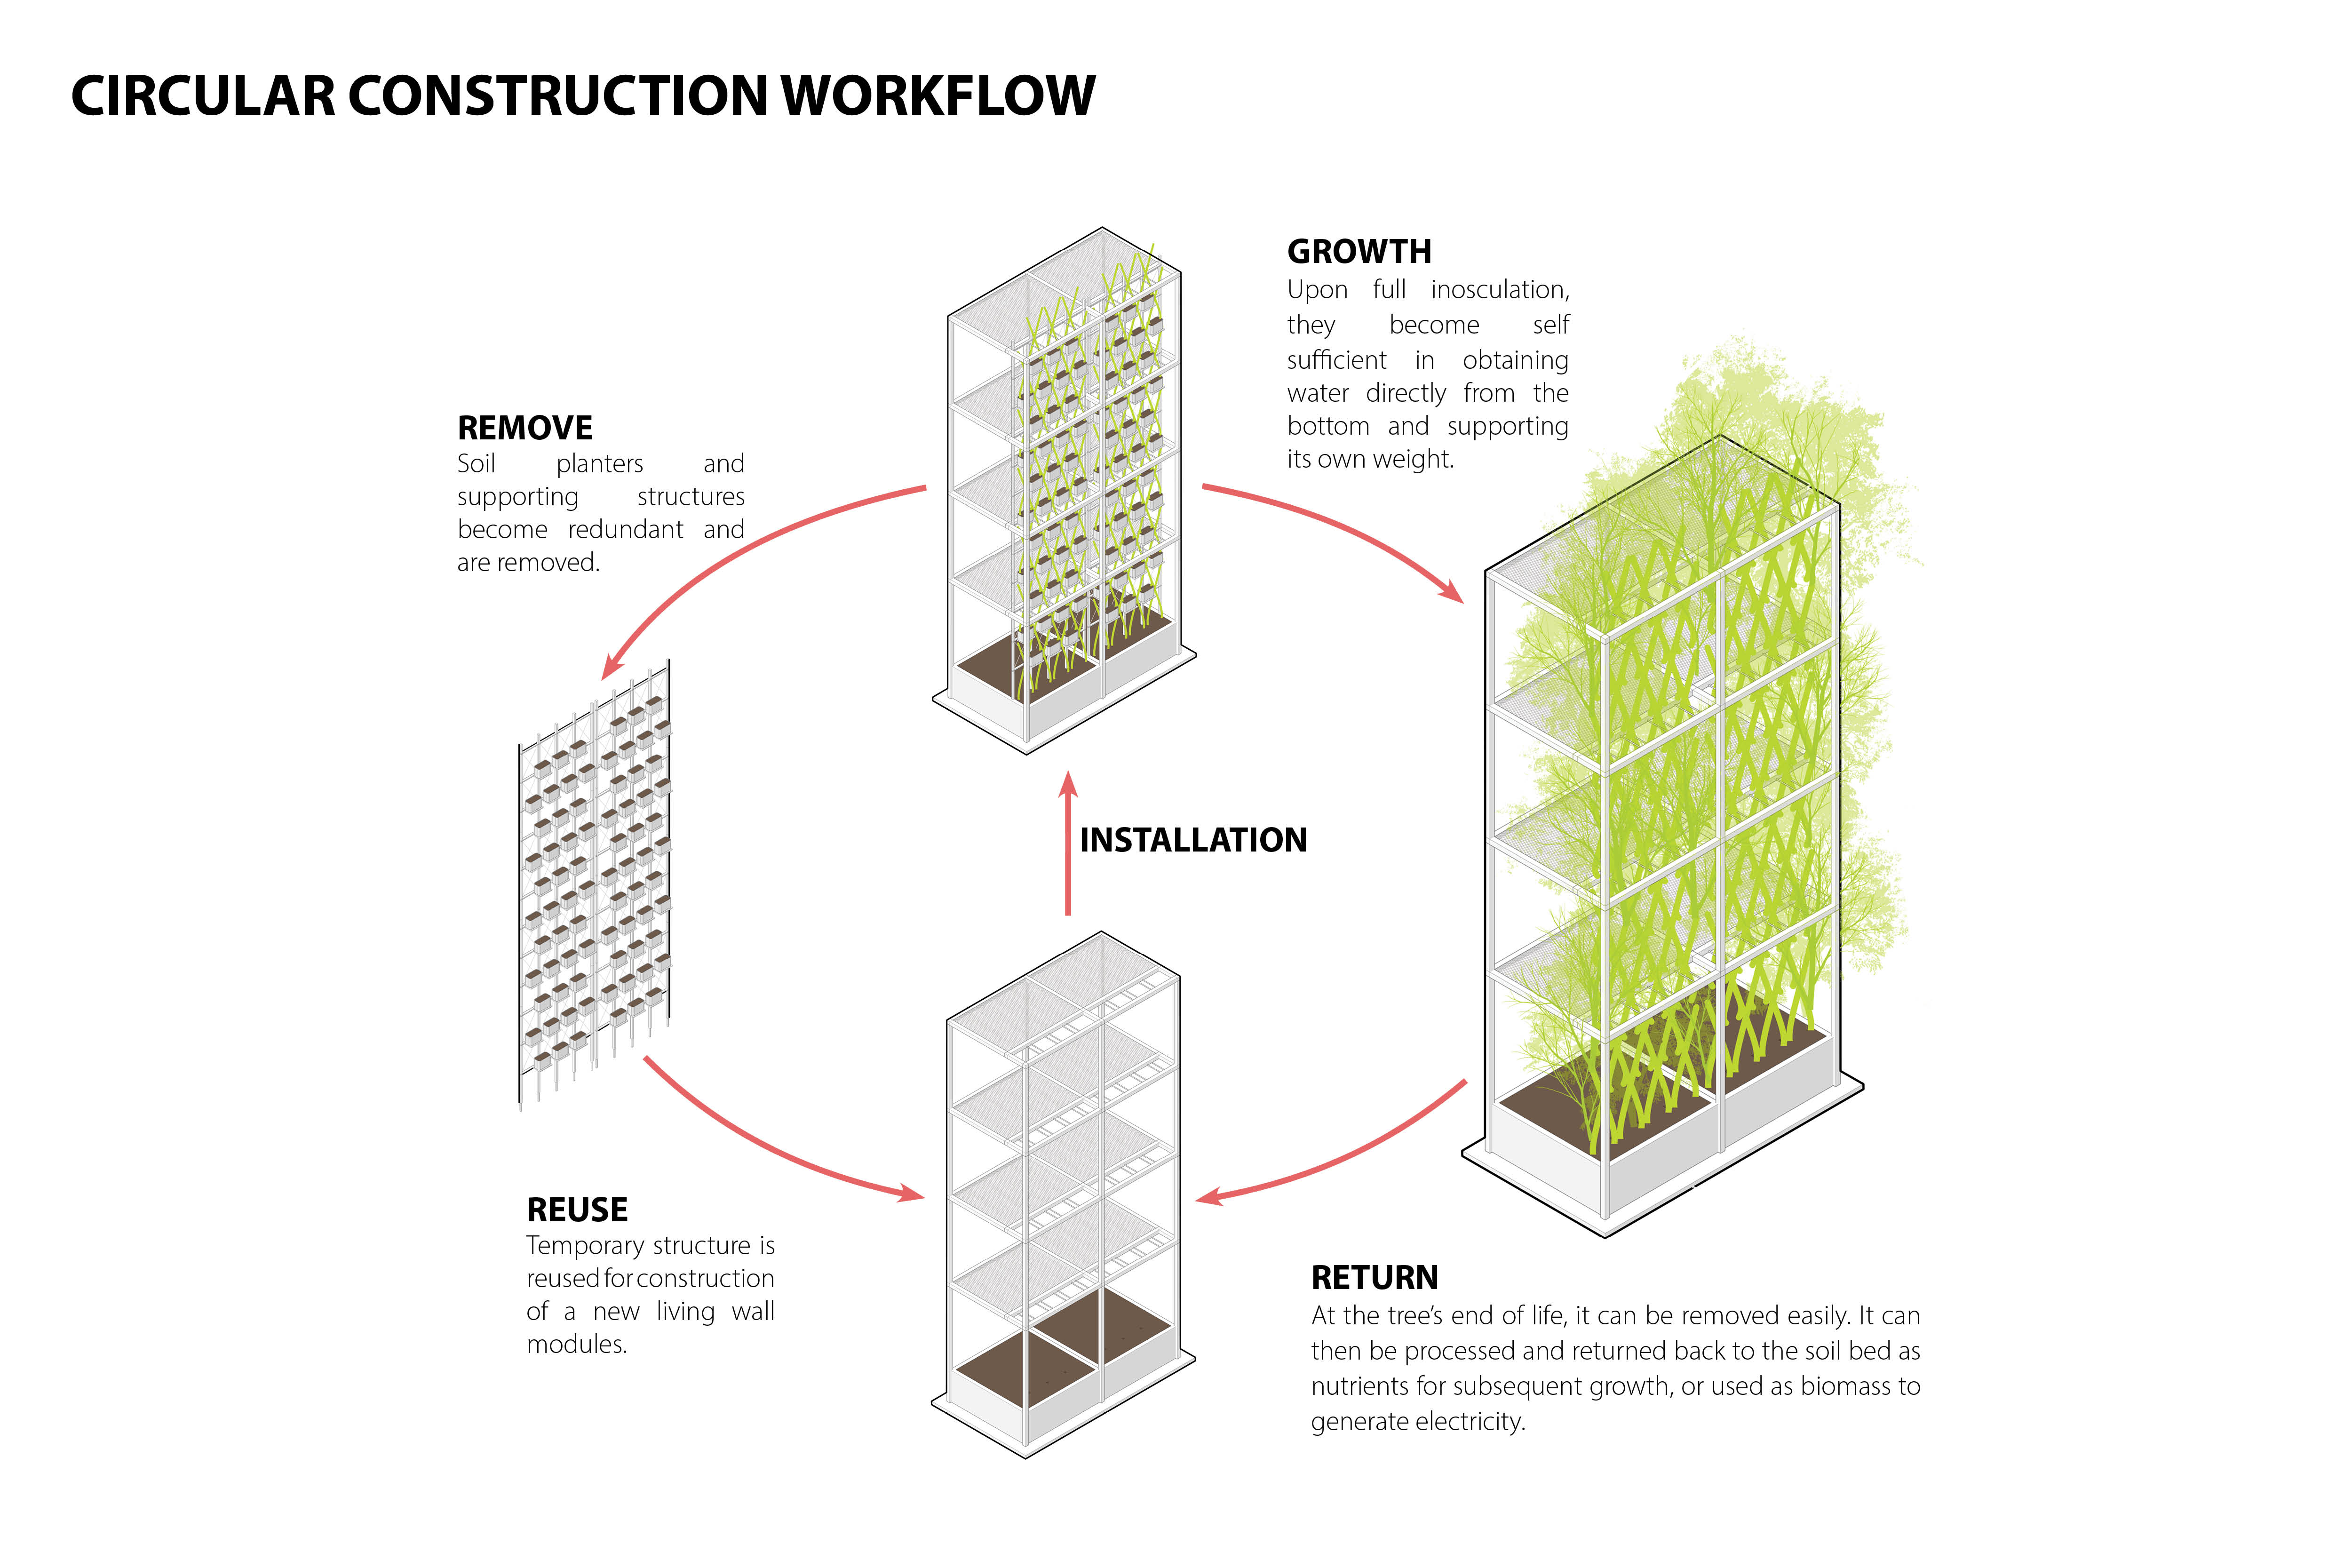 CIRCULAR CONSTRUCTION WORKFLOW
GROWTH
Upon full inosculation,
they become self
sufficient in obtaining
water directly from the
bottom and supporting
its own weight.
REMOVE
Soil planters and
supporting structures
become redundant and
are removed.
INSTALLATION
REUSE
Temporary structure is
reused for construction
of a new living wall
modules.
RETURN
At the tree’s end of life, it can be removed easily. It can
then be processed and returned back to the soil bed as
nutrients for subsequent growth, or used as biomass to
generate electricity.